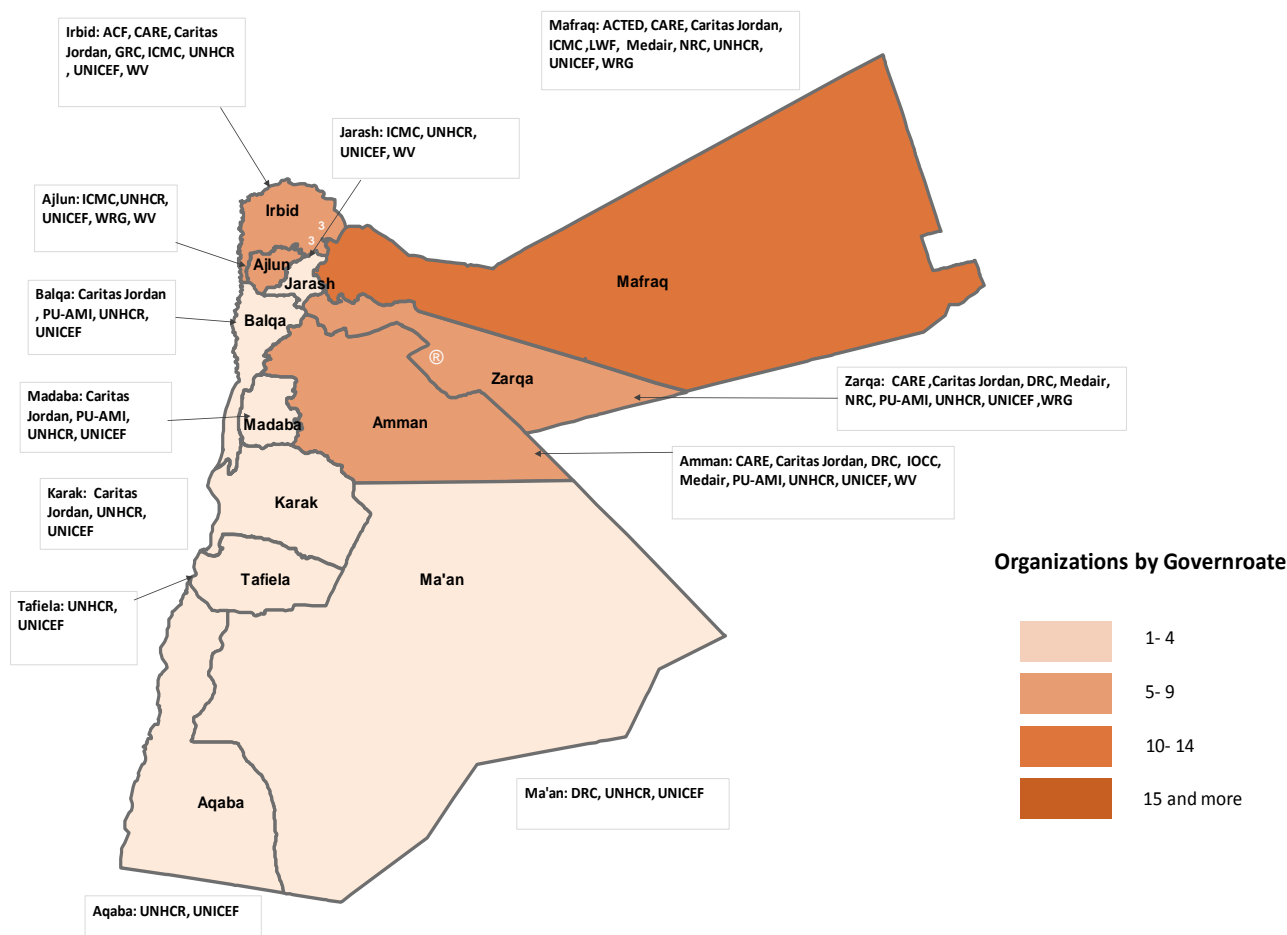 Irbid: ACF, CARE, Caritas
Jordan, GRC, ICMC, UNHCR
, UNICEF, WV
Mafraq: ACTED, CARE, Caritas Jordan,
ICMC ,LWF, Medair, NRC, UNHCR,
UNICEF, WRG
Jarash: ICMC, UNHCR,
UNICEF, WV
Ajlun: ICMC,UNHCR,
UNICEF, WRG, WV
Irbid
3
3
Ajlun
Jarash
Mafraq
Balqa: Caritas Jordan
, PU-AMI, UNHCR,
UNICEF
Balqa
®
Zarqa
Zarqa: CARE ,Caritas Jordan, DRC, Medair,
NRC, PU-AMI, UNHCR, UNICEF ,WRG
Madaba: Caritas
Jordan, PU-AMI,
UNHCR, UNICEF
Madaba
Amman
Amman: CARE, Caritas Jordan, DRC, IOCC,
Medair, PU-AMI, UNHCR, UNICEF, WV
Karak: Caritas
Jordan, UNHCR,
UNICEF
Karak
Tafiela
Ma'an
Tafiela: UNHCR,
UNICEF
Organizations by Governroate
1- 4
5- 9
10- 14
15 and more
Ma'an: DRC, UNHCR, UNICEF
Aqaba
Aqaba: UNHCR, UNICEF